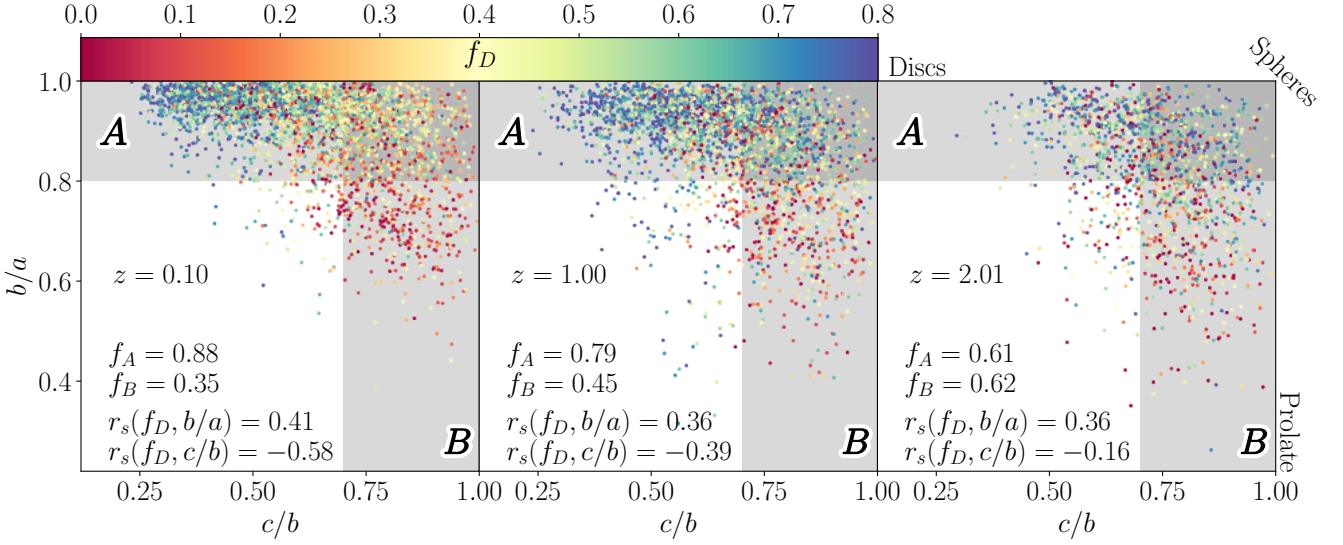 0.0 0.1 0.2 0.3 0.4 0.5 0.6 0.7 0.8
f_D
Discs
Spheres
1.0
0.8
0.6
0.4
b/a
A
z = 0.10
f_A = 0.88
f_B = 0.35
r_s(f_D, b/a) = 0.41
r_s(f_D, c/b) = −0.58
B
A
z = 1.00
f_A = 0.79
f_B = 0.45
r_s(f_D, b/a) = 0.36
r_s(f_D, c/b) = −0.39
B
A
z = 2.01
f_A = 0.61
f_B = 0.62
r_s(f_D, b/a) = 0.36
r_s(f_D, c/b) = −0.16
B
Prolate
0.25 0.50 0.75 1.00 0.25 0.50 0.75 1.00 0.25 0.50 0.75 1.00
c/b c/b c/b